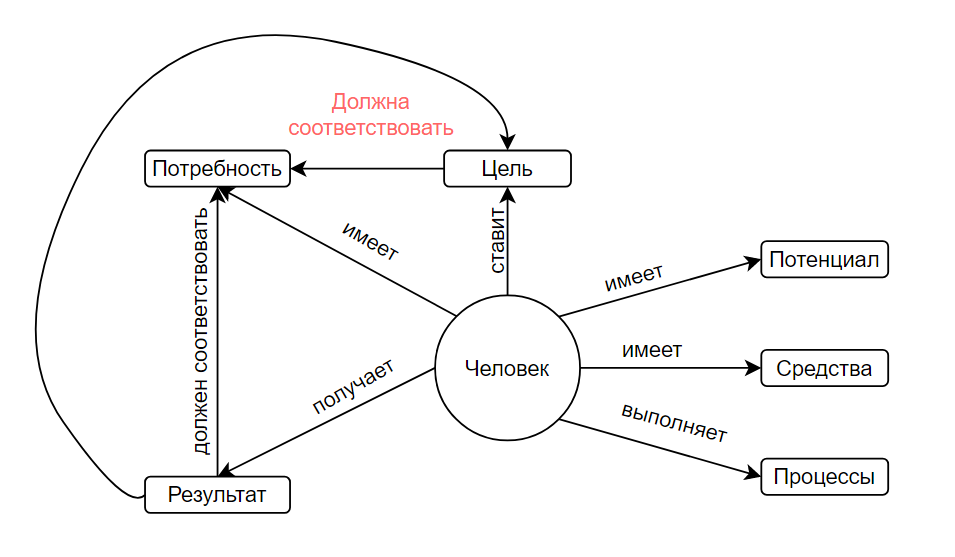 Должна
соответствовать
Потребность
Цель
имеет
ставит
должен соответствовать
имеет
Потенциал
имеет
Средства
Человек
получает
выполняет
Процессы
Результат